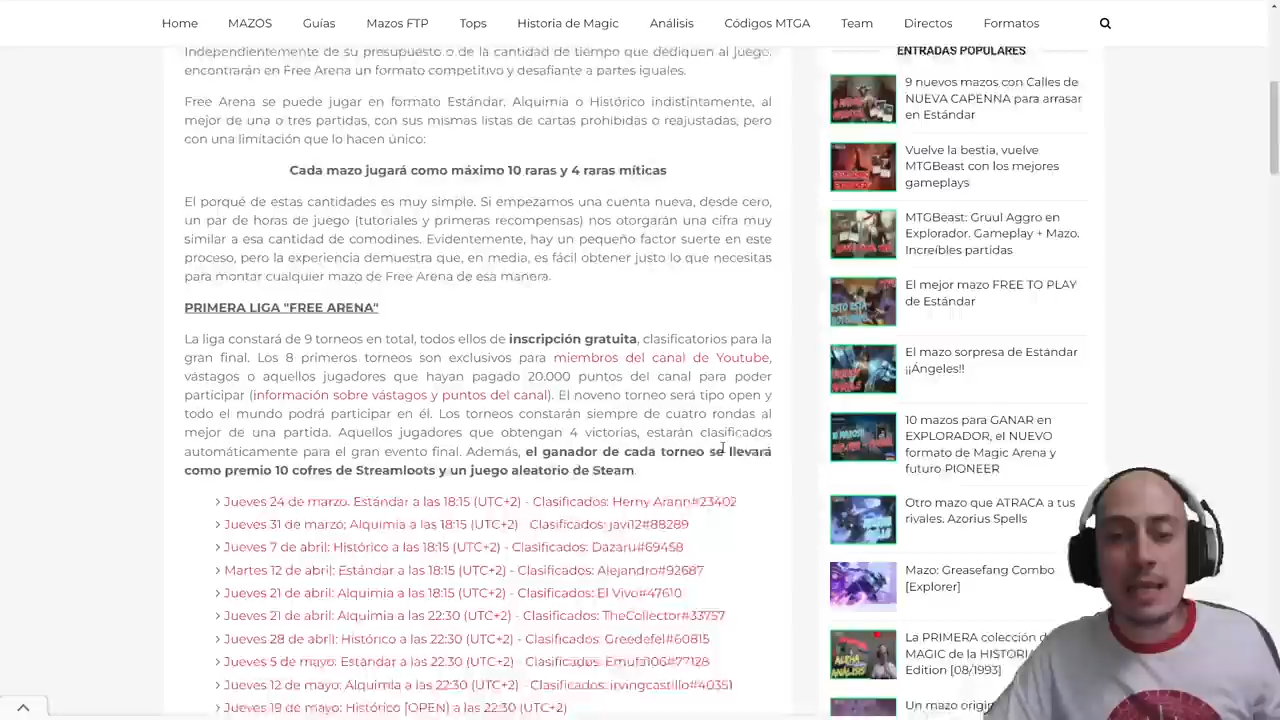 Home MAZOS Guías Mazos FTP Tops Historia de Magic Análisis Códigos MTGA Team Directos Formatos
Independientemente de su presupuesto o de la cantidad de tiempo que dediquen al juego.
encontrarán en Free Arena un formato competitivo y desafiante a partes iguales.
Free Arena se puede jugar en formato Estándar, Alquimia o Histórico indistintamente, al
mejor de una o tres partidas, con sus mismas listas de cartas prohibidas o reajustadas, pero
con una limitación que lo hacen único:
Cada mazo jugará como máximo 10 raras y 4 raras míticas
El porque de estas cantidades es muy simple. Si empezamos una cuenta nueva, desde cero,
un par de horas de juego (tutoriales y primeras recompensas) nos otorgarán una cifra muy
similar a esa cantidad de comodines. Evidentemente, hay un pequeño factor suerte en este
proceso, pero la experiencia demuestra que, en media, es fácil obtener justo lo que necesitas
para montar cualquier mazo de Free Arena de esa manera.
PRIMERA LIGA "FREE ARENA"
La liga constará de 9 torneos en total, todos ellos de inscripción gratuita, clasificatorios para la
gran final. Los 8 primeros torneos son exclusivos para miembros del canal de Youtube,
vástagos o aquellos jugadores que hayan pagado 20.000 puntos del canal para poder
participar (información sobre vástagos y puntos del canal). El noveno torneo será tipo open y
todo el mundo podrá participar en él. Los torneos constarán siempre de cuatro rondas al
mejor de una partida. Aquellos jugadores que obtengan 4 victorias, estarán clasificados
automáticamente para el gran evento final. Además, el ganador de cada torneo se llevará
como premio 10 cofres de Streamloots y un juego aleatorio de Steam.
Jueves 24 de marzo. Estándar a las 18:15 (UTC+2) - Clasificados: Herny Arann#23402
Jueves 31 de marzo: Alquimia a las 18:15 (UTC+2) - Clasificados: javi12#88289
Jueves 7 de abril: Histórico a las 18:15 (UTC+2) - Clasificados: Dazaru#69458
Martes 12 de abril: Estándar a las 18:15 (UTC+2) - Clasificados: Alejandro#92687
Jueves 21 de abril: Alquimia a las 18:15 (UTC+2) - Clasificados: El Vivo#47610
Jueves 21 de abril: Alquimia a las 22:30 (UTC+2) - Clasificados: TheCollector#33757
Jueves 28 de abril: Histórico a las 22:30 (UTC+2) - Clasificados: Greedefel#60815
Jueves 5 de mayo: Estándar a las 22:30 (UTC+2) - Clasificados: Emufa106#77128
Jueves 12 de mayo: Alquimia a las 22:30 (UTC+2) - Clasificados: irvingcastillo#40351
Jueves 19 de mayo: Histórico [OPEN] a las 22:30 (UTC+2)
ENTRADAS POPULARES
9 nuevos mazos con Calles de
NUEVA CAPENNA para arrasar
en Estándar
Vuelve la bestia, vuelve
MTGBeast con los mejores
gameplays
MTGBeast: Gruul Aggro en
Explorador. Gameplay + Mazo.
Increíbles partidas
El mejor mazo FREE TO PLAY
de Estándar
El mazo sorpresa de Estándar
¡¡Ángeles!!
10 mazos para GANAR en
EXPLORADOR, el NUEVO
formato de Magic Arena y
futuro PIONEER
Otro mazo que ATRACA a tus
rivales. Azorius Spells
Mazo: Greasefang Combo
[Explorer]
La PRIMERA colección
MAGIC de la HISTORIA
Edition [08/1993]
Un mazo